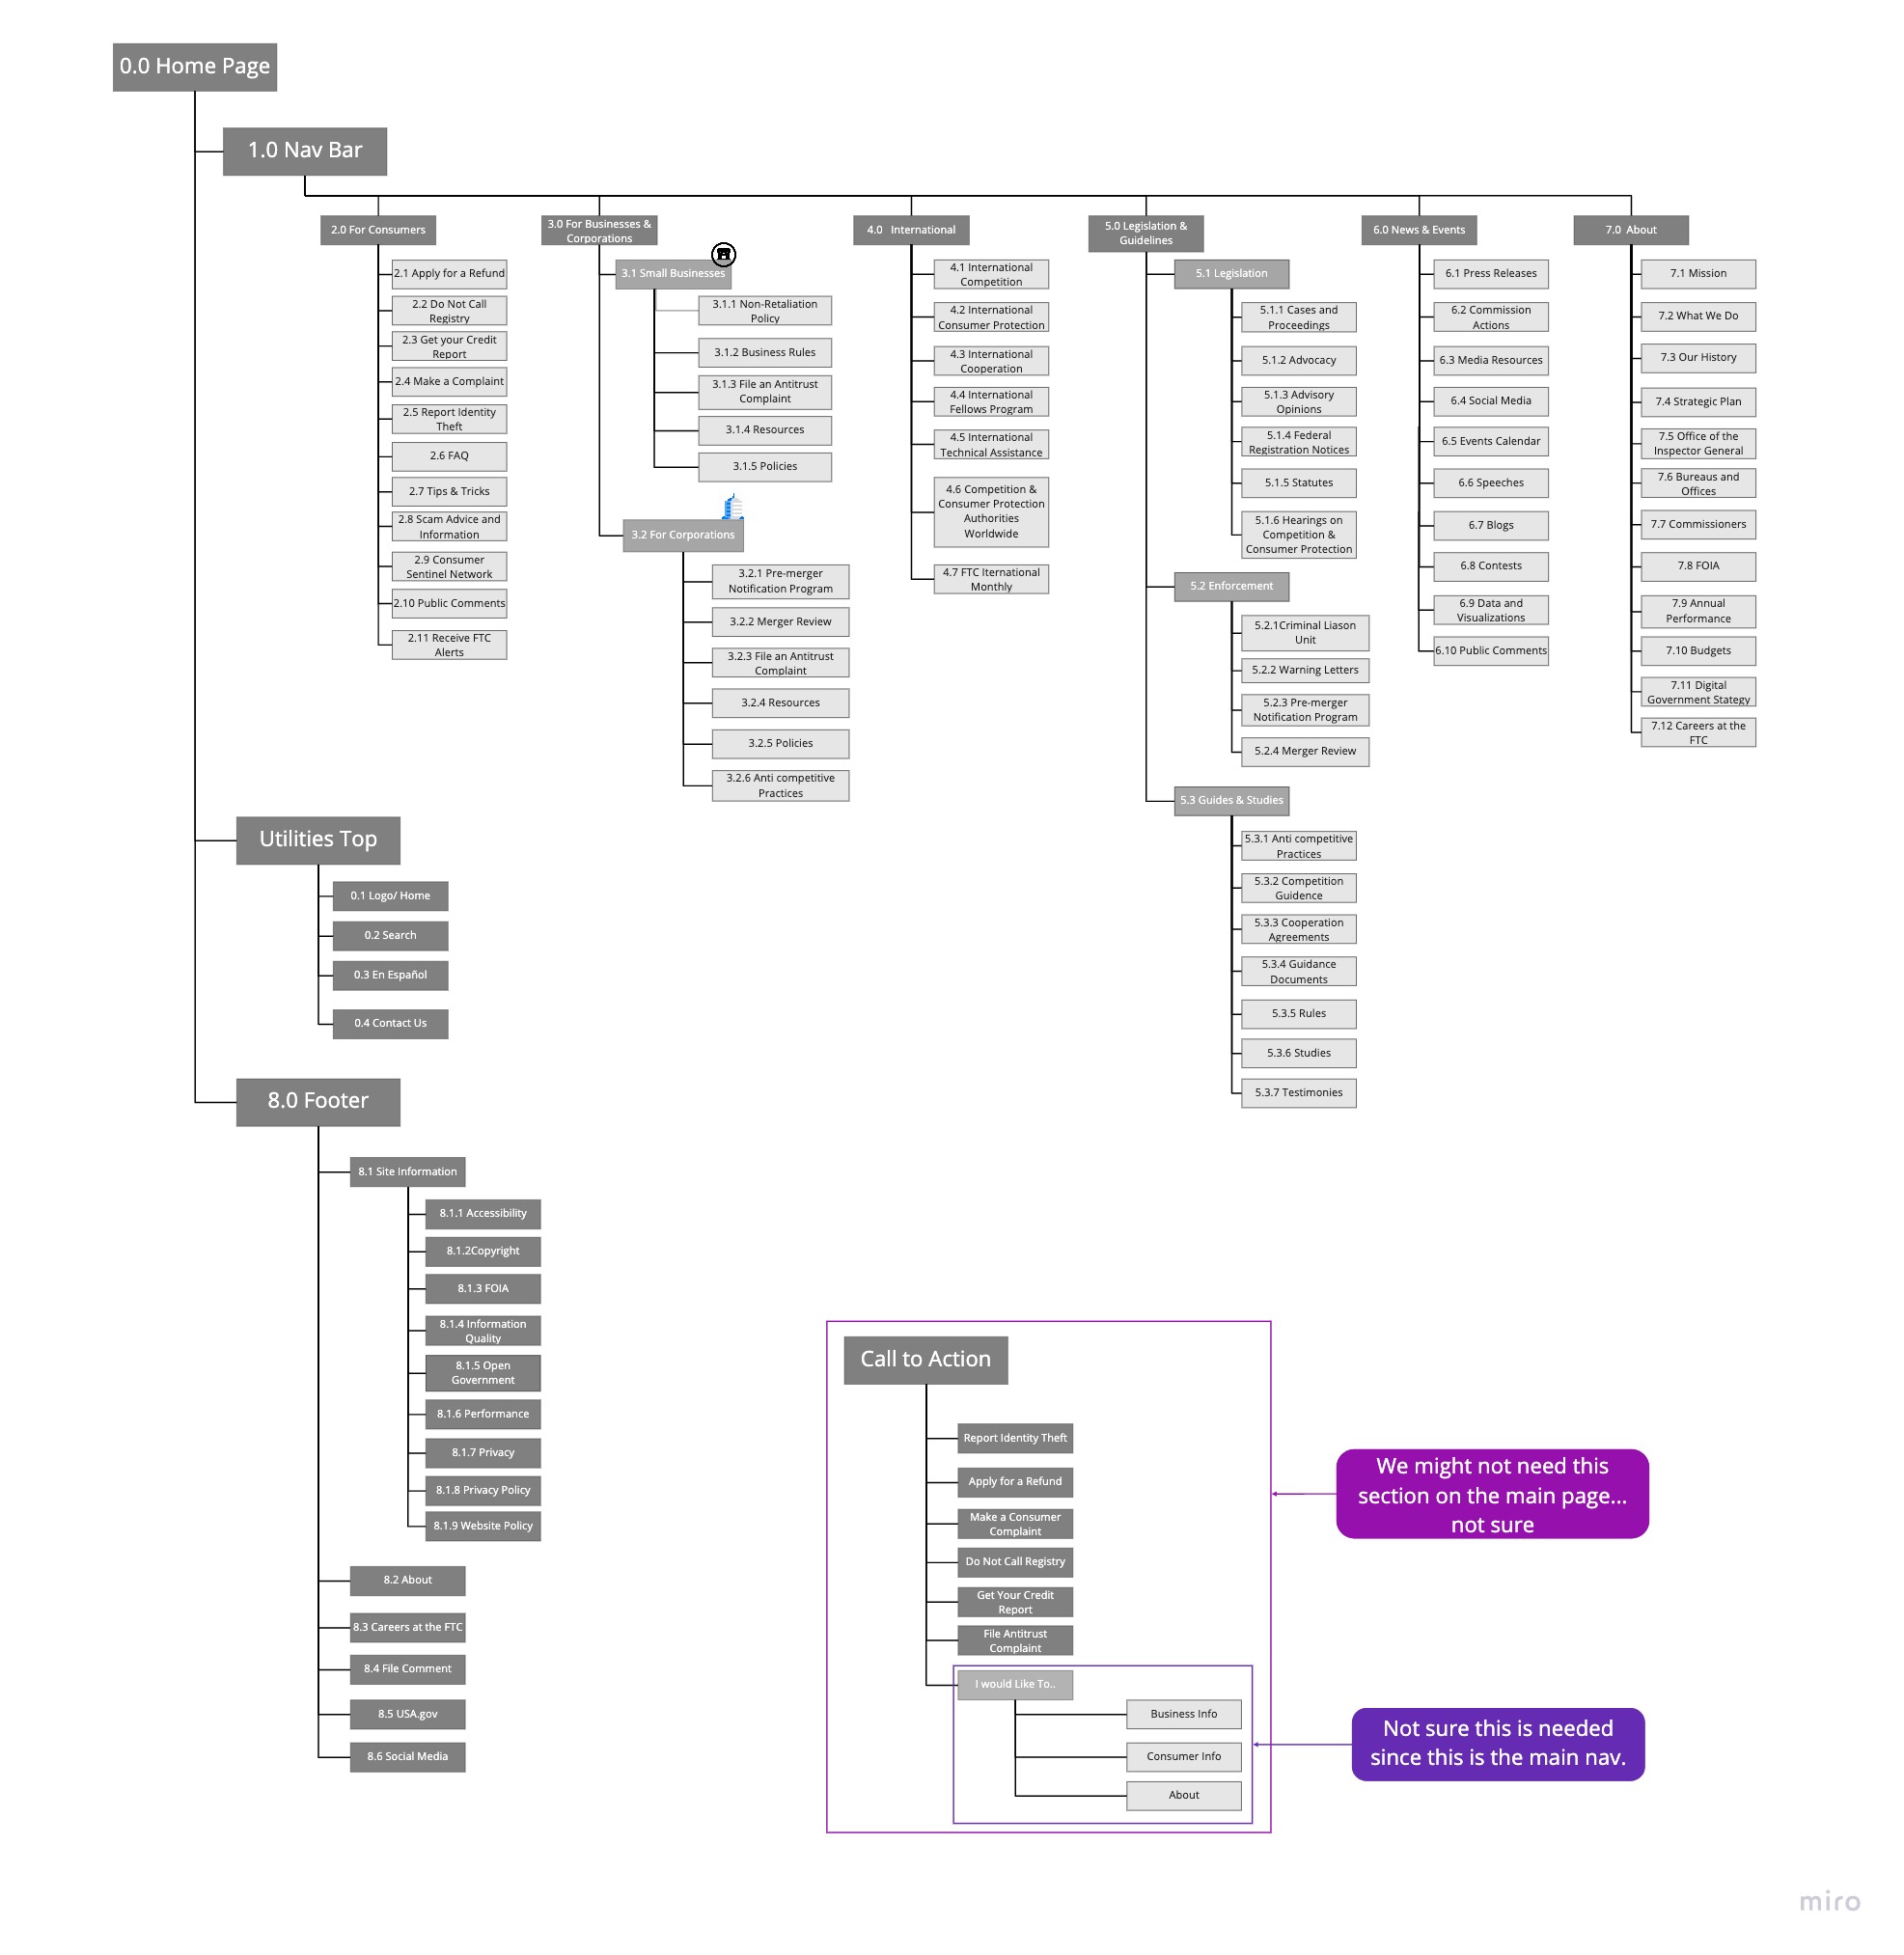 0.0 Home Page
1.0 Nav Bar
2.0 For Consumers
2.1 Apply for a Refund
2.2 Do Not Call
Registry
2.3 Get your Credit
Report
2.4 Make a Complaint
2.5 Report Identity
Theft
2.6 FAQ
2.7 Tips & Tricks
2.8 Scam Advice and
Information
2.9 Consumer
Sentinel Network
2.10 Public Comments
2.11 Receive FTC
Alerts
3.0 For Businesses &
Corporations
3.1 Small Businesses
3.1.1 Non-Retaliation
Policy
3.1.2 Business Rules
3.1.3 File an Antitrust
Complaint
3.1.4 Resources
3.1.5 Policies
3.2 For Corporations
3.2.1 Pre-merger
Notification Program
3.2.2 Merger Review
3.2.3 File an Antitrust
Complaint
3.2.4 Resources
3.2.5 Policies
3.2.6 Anti competitive
Practices
4.0 International
4.1 International
Competition
4.2 International
Consumer Protection
4.3 International
Cooperation
4.4 International
Fellows Program
4.5 International
Technical Assistance
4.6 Competition &
Consumer Protection
Authorities
Worldwide
4.7 FTC Iternational
Monthly
5.0 Legislation &
Guidelines
5.1 Legislation
5.1.1 Cases and
Proceedings
5.1.2 Advocacy
5.1.3 Advisory
Opinions
5.1.4 Federal
Registration Notices
5.1.5 Statutes
5.1.6 Hearings on
Competition &
Consumer Protection
5.2 Enforcement
5.2.1Criminal Liason
Unit
5.2.2 Warning Letters
5.2.3 Pre-merger
Notification Program
5.2.4 Merger Review
5.3 Guides & Studies
5.3.1 Anti competitive
Practices
5.3.2 Competition
Guidence
5.3.3 Cooperation
Agreements
5.3.4 Guidance
Documents
5.3.5 Rules
5.3.6 Studies
5.3.7 Testimonies
6.0 News & Events
6.1 Press Releases
6.2 Commission
Actions
6.3 Media Resources
6.4 Social Media
6.5 Events Calendar
6.6 Speeches
6.7 Blogs
6.8 Contests
6.9 Data and
Visualizations
6.10 Public Comments
7.0 About
7.1 Mission
7.2 What We Do
7.3 Our History
7.4 Strategic Plan
7.5 Office of the
Inspector General
7.6 Bureaus and
Offices
7.7 Commissioners
7.8 FOIA
7.9 Annual
Performance
7.10 Budgets
7.11 Digital
Government Stategy
7.12 Careers at the
FTC
Utilities Top
0.1 Logo/ Home
0.2 Search
0.3 En Español
0.4 Contact Us
8.0 Footer
8.1 Site Information
8.1.1 Accessibility
8.1.2Copyright
8.1.3 FOIA
8.1.4 Information
Quality
8.1.5 Open
Government
8.1.6 Performance
8.1.7 Privacy
8.1.8 Privacy Policy
8.1.9 Website Policy
8.2 About
8.3 Careers at the FTC
8.4 File Comment
8.5 USA.gov
8.6 Social Media
Call to Action
Report Identity Theft
Apply for a Refund
Make a Consumer
Complaint
Do Not Call Registry
Get Your Credit
Report
File Antitrust
Complaint
I would Like To..
Business Info
Consumer Info
About
We might not need this
section on the main page...
not sure
Not sure this is needed
since this is the main nav.
miro